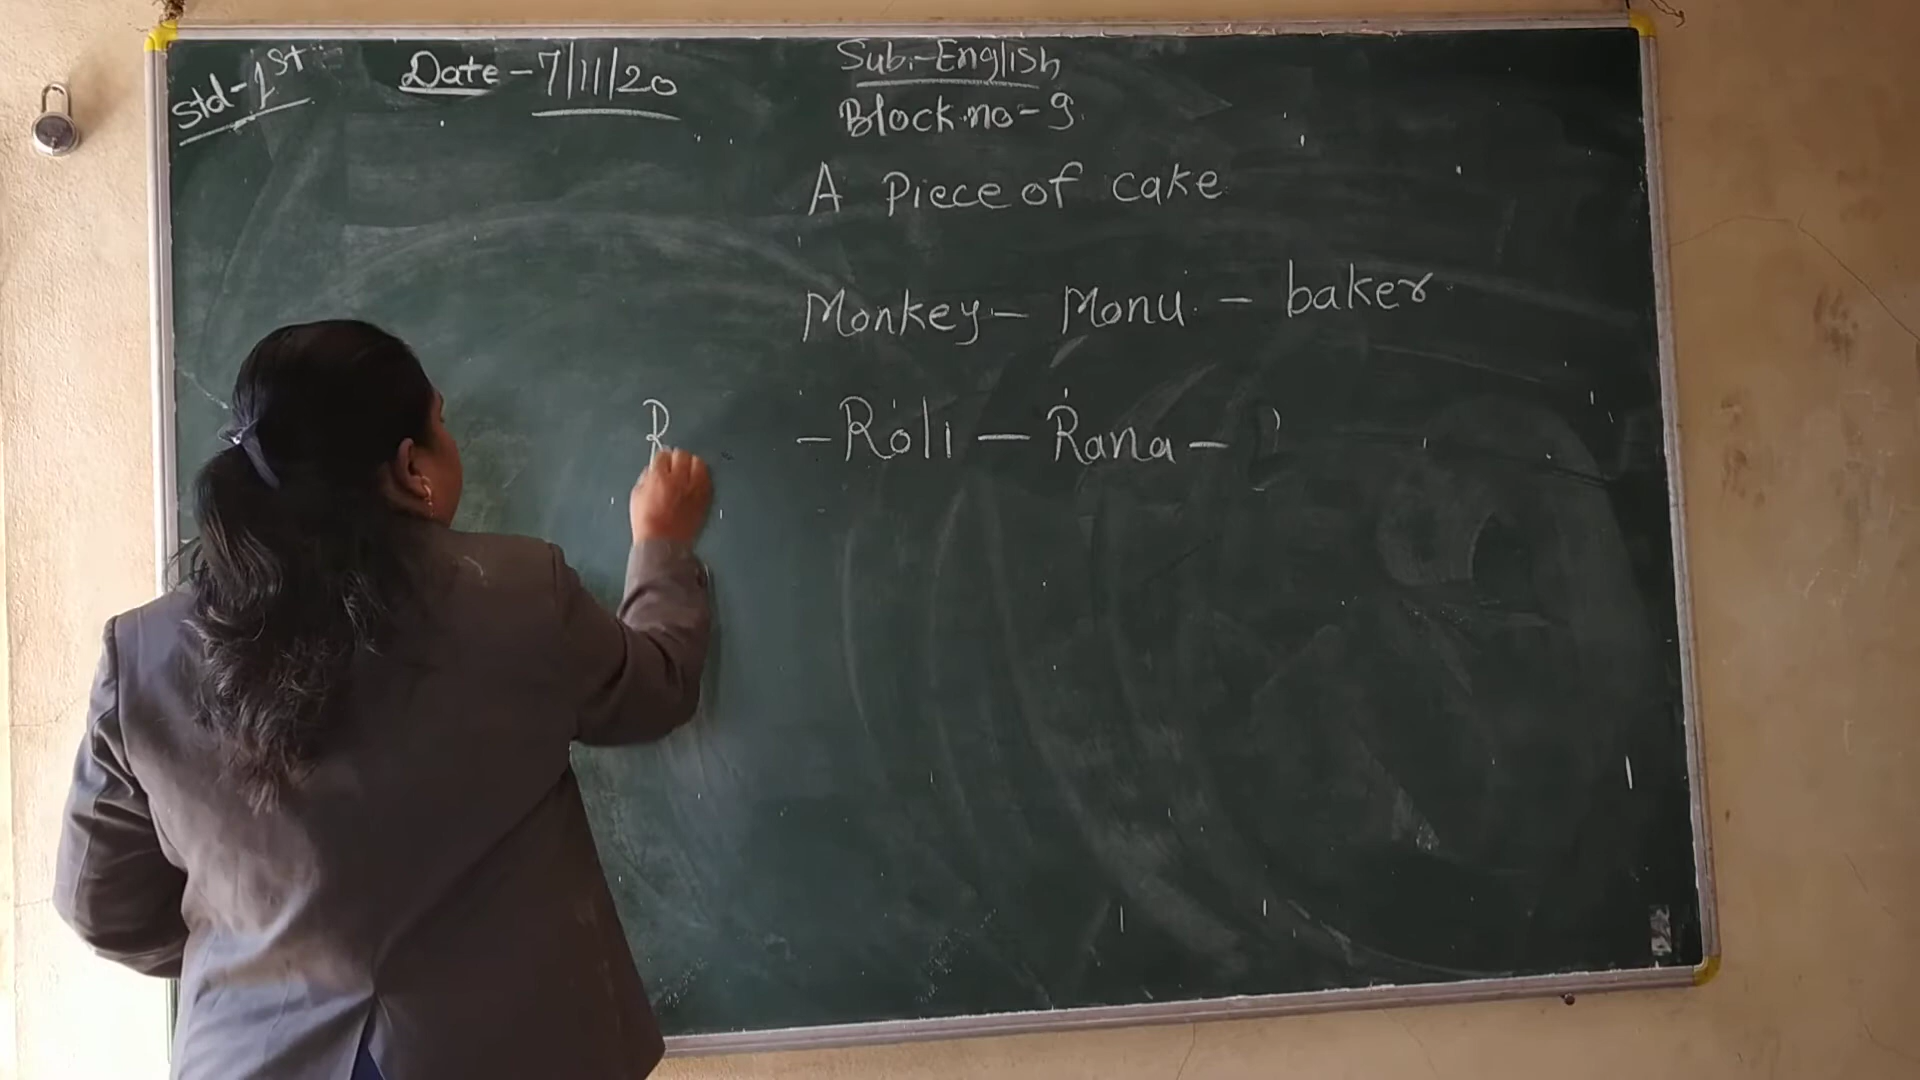 Std-1st Date-7/11/20 Sub.-English
Block.no-9
A Piece of cake
Monkey- Monu - baker
R -Roli - Rana -